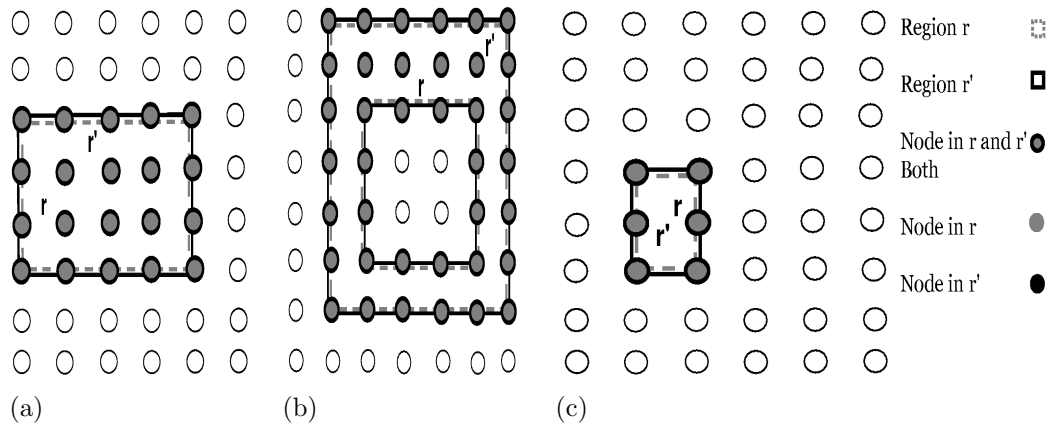 r'
r
r'
r
r
r'
Region r
Region r'
Node in r and r'
Both
Node in r
Node in r'
(a)
(b)
(c)